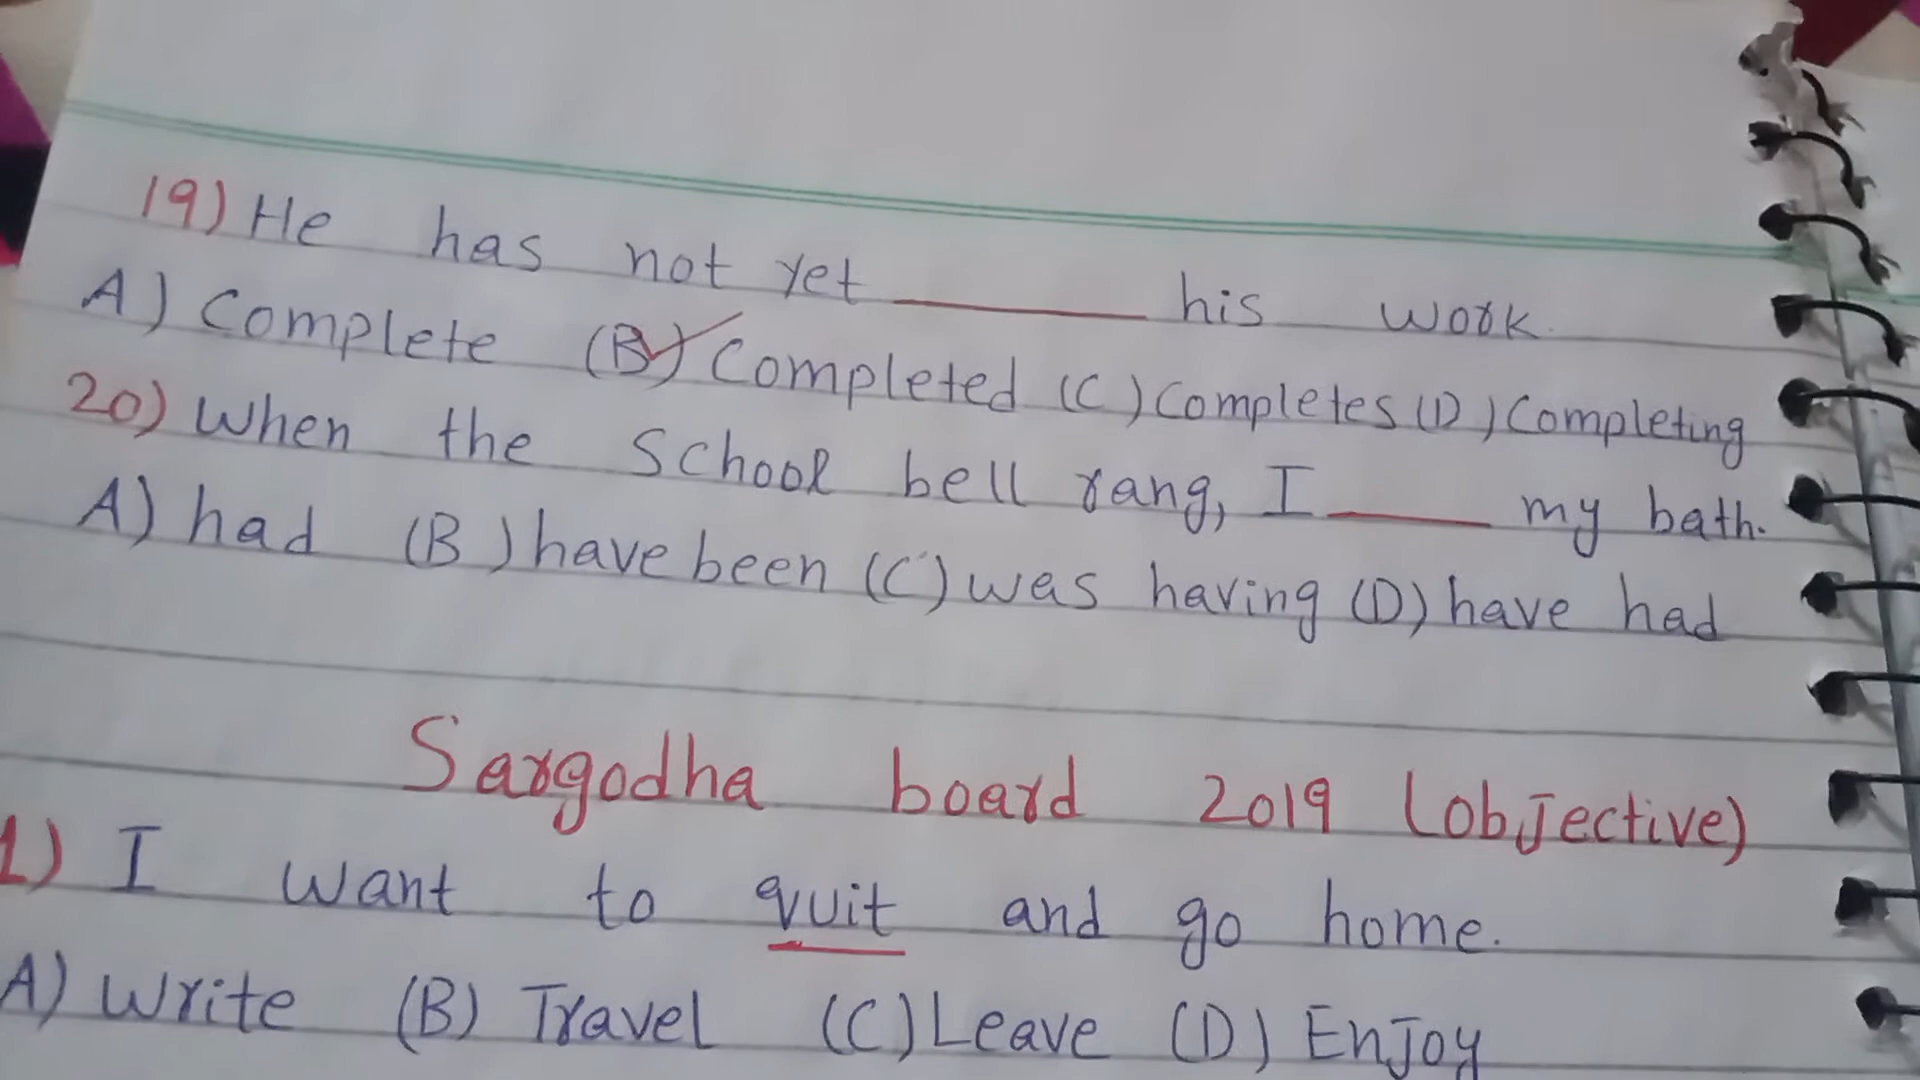 19) He has not yet ______ his work.
A) Complete (B) Completed (C) Completes (D) Completing
20) When the School bell rang, I ____ my bath.
A) had (B) have been (C) was having (D) have had
Sargodha board 2019 (objective)
1) I want to quit and go home.
A) Write (B) Travel (C) Leave (D) Enjoy